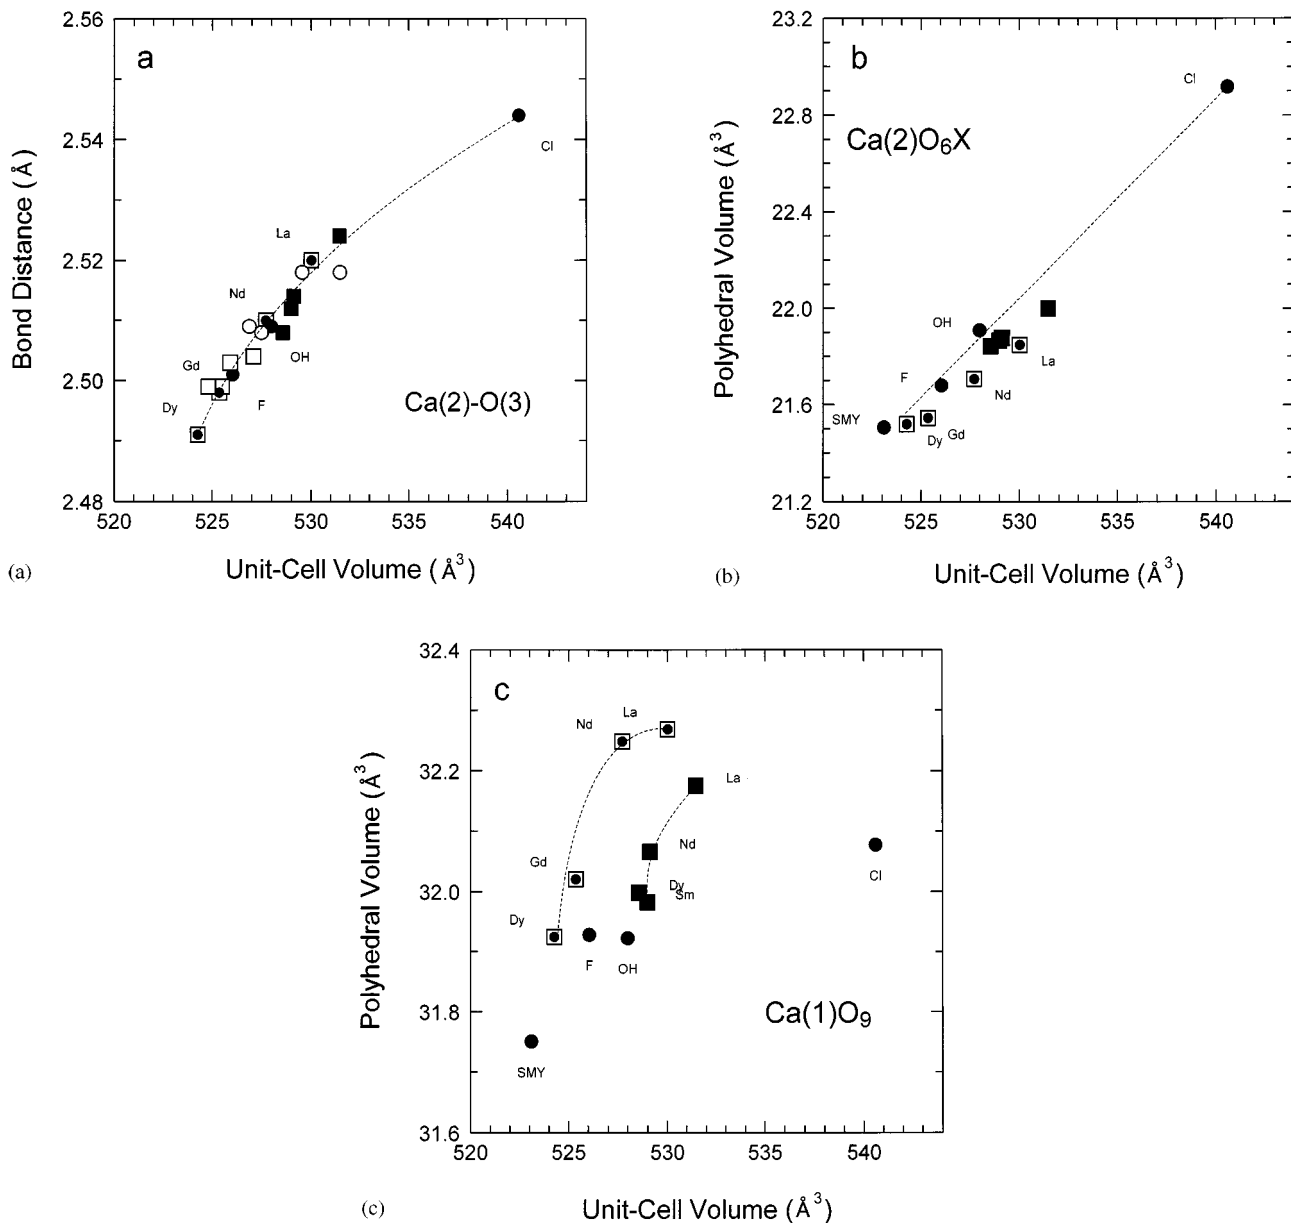 a
2.56
2.54
2.52
2.50
2.48
Bond Distance (Å)
Cl
La
Nd
OH
Gd
F
Dy
Ca(2)-O(3)
520 525 530 535 540
Unit-Cell Volume (Å³)
(a)
b
23.2
22.8
22.4
22.0
21.6
21.2
Polyhedral Volume (Å³)
Cl
Ca(2)O₆X
OH
La
F
Nd
SMY
Dy Gd
520 525 530 535 540
Unit-Cell Volume (Å³)
(b)
c
32.4
32.2
32.0
31.8
31.6
Polyhedral Volume (Å³)
Nd La
La
Nd
Gd
Dy
Sm
Cl
Dy
F OH
Ca(1)O₉
SMY
520 525 530 535 540
Unit-Cell Volume (Å³)
(c)